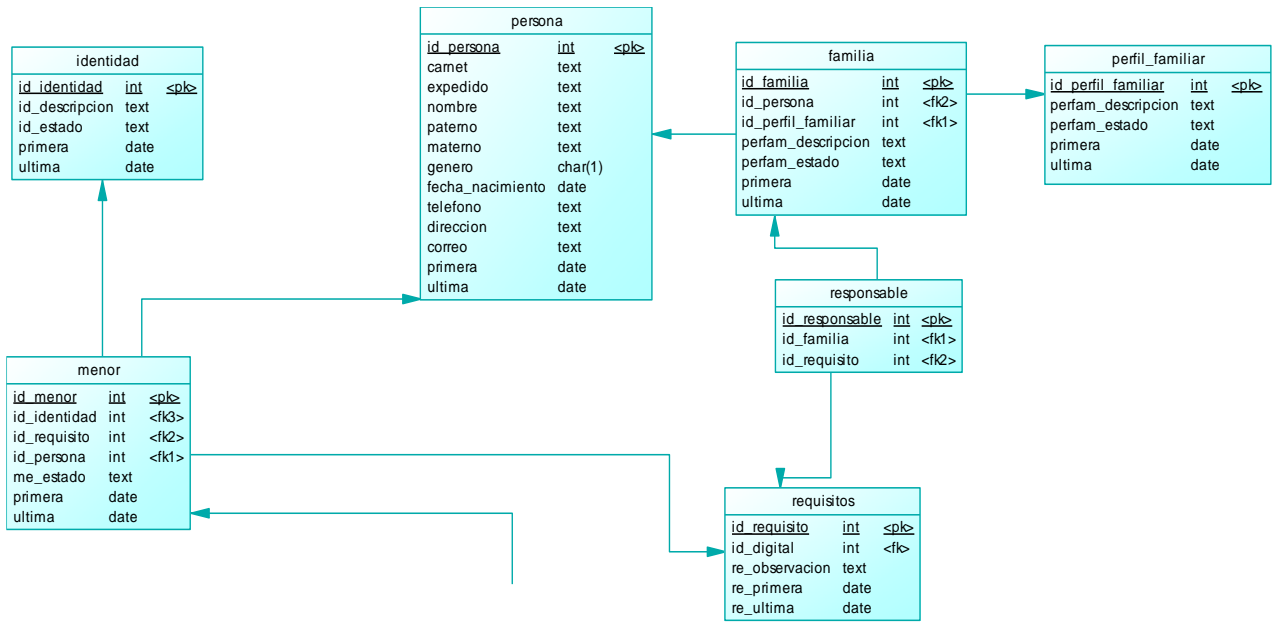 identidad
id_identidad int <pk>
id_descripcion text
id_estado text
primera date
ultima date
persona
id_persona int <pk>
carnet text
expedido text
nombre text
paterno text
materno text
genero char(1)
fecha_nacimiento date
telefono text
direccion text
correo text
primera date
ultima date
familia
id_familia int <pk>
id_persona int <fk2>
id_perfil_familiar int <fk1>
perfam_descripcion text
perfam_estado text
primera date
ultima date
perfil_familiar
id_perfil_familiar int <pk>
perfam_descripcion text
perfam_estado text
primera date
ultima date
responsable
id_responsable int <pk>
id_familia int <fk1>
id_requisito int <fk2>
menor
id_menor int <pk>
id_identidad int <fk3>
id_requisito int <fk2>
id_persona int <fk1>
me_estado text
primera date
ultima date
requisitos
id_requisito int <pk>
id_digital int <fk>
re_observacion text
re_primera date
re_ultima date